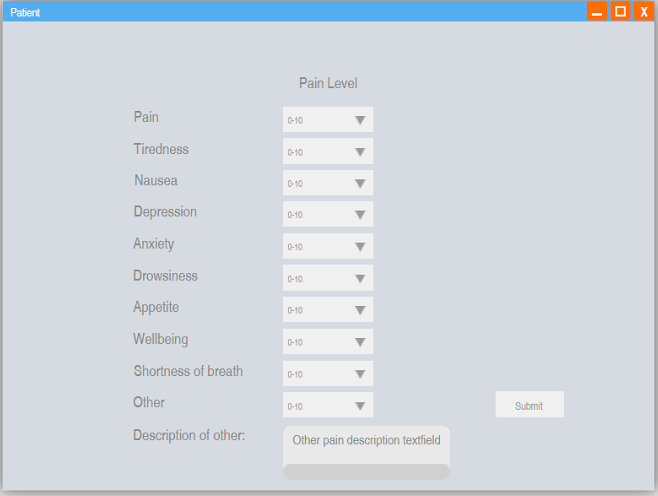 Patient
X
Pain Level
Pain 0-10
Tiredness 0-10
Nausea 0-10
Depression 0-10
Anxiety 0-10
Drowsiness 0-10
Appetite 0-10
Wellbeing 0-10
Shortness of breath 0-10
Other 0-10 Submit
Description of other: Other pain description textfield